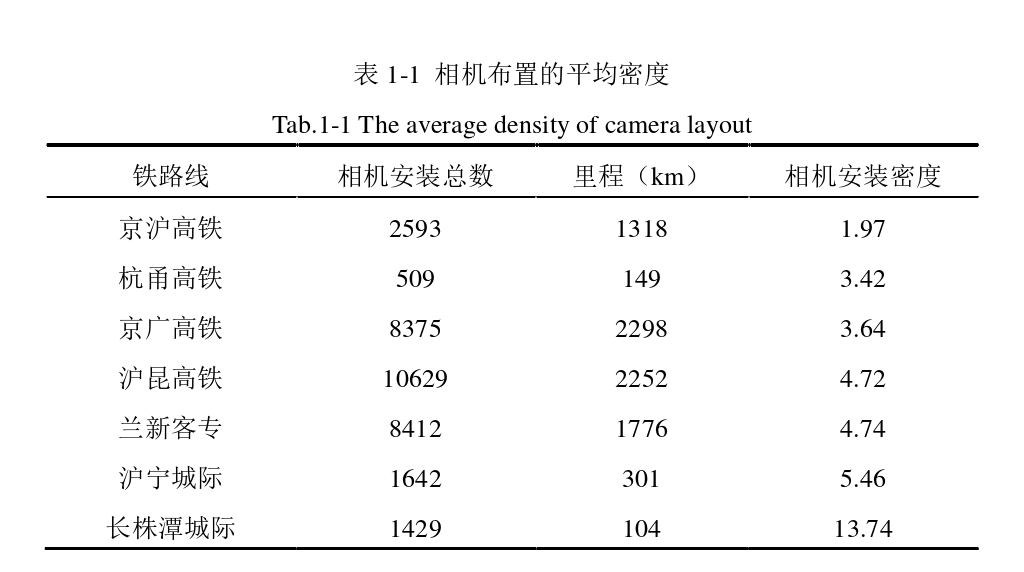 表 1-1 相机布置的平均密度
Tab.1-1 The average density of camera layout
铁路线 相机安装总数 里程（km） 相机安装密度
京沪高铁 2593 1318 1.97
杭甬高铁 509 149 3.42
京广高铁 8375 2298 3.64
沪昆高铁 10629 2252 4.72
兰新客专 8412 1776 4.74
沪宁城际 1642 301 5.46
长株潭城际 1429 104 13.74